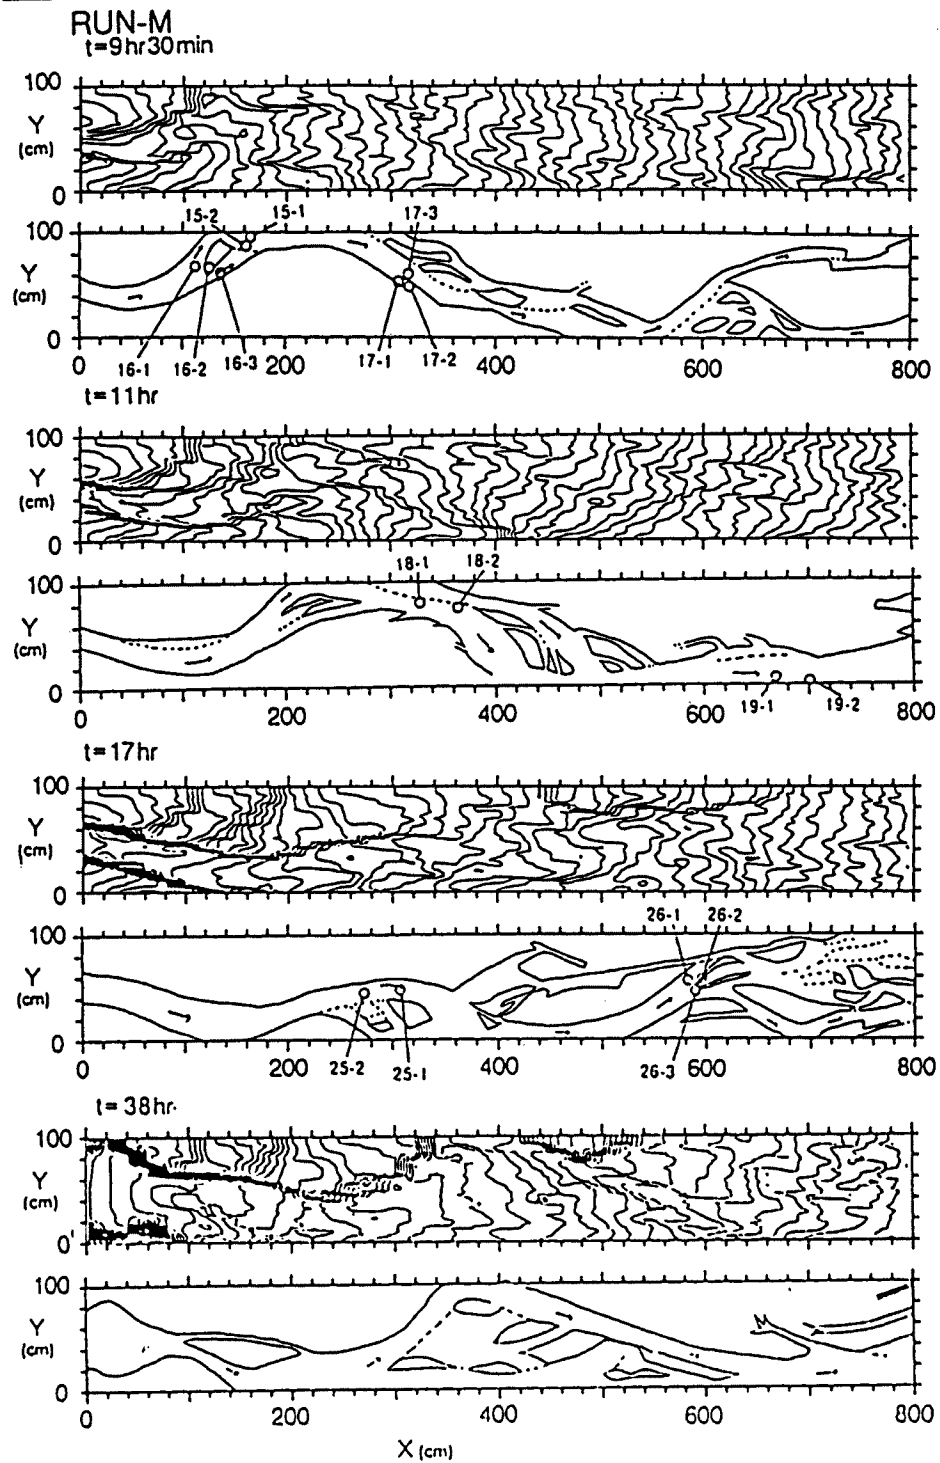 RUN-M
t=9hr30min
100
Y
(cm)
0
15-2 15-1 17-3
100
Y
(cm)
0
0 16-1 16-2 16-3 200 17-1 17-2 400 600 800
t=11hr
100
Y
(cm)
0
18-1 18-2
100
Y
(cm)
0
0 200 400 600 19-1 19-2 800
t=17hr
100
Y
(cm)
0
26-1 26-2
100
Y
(cm)
0
0 200 25-2 25-1 400 26-3 600 800
t=38hr.
100
Y
(cm)
0
100
Y
(cm)
0
0 200 400 600 800
X (cm)